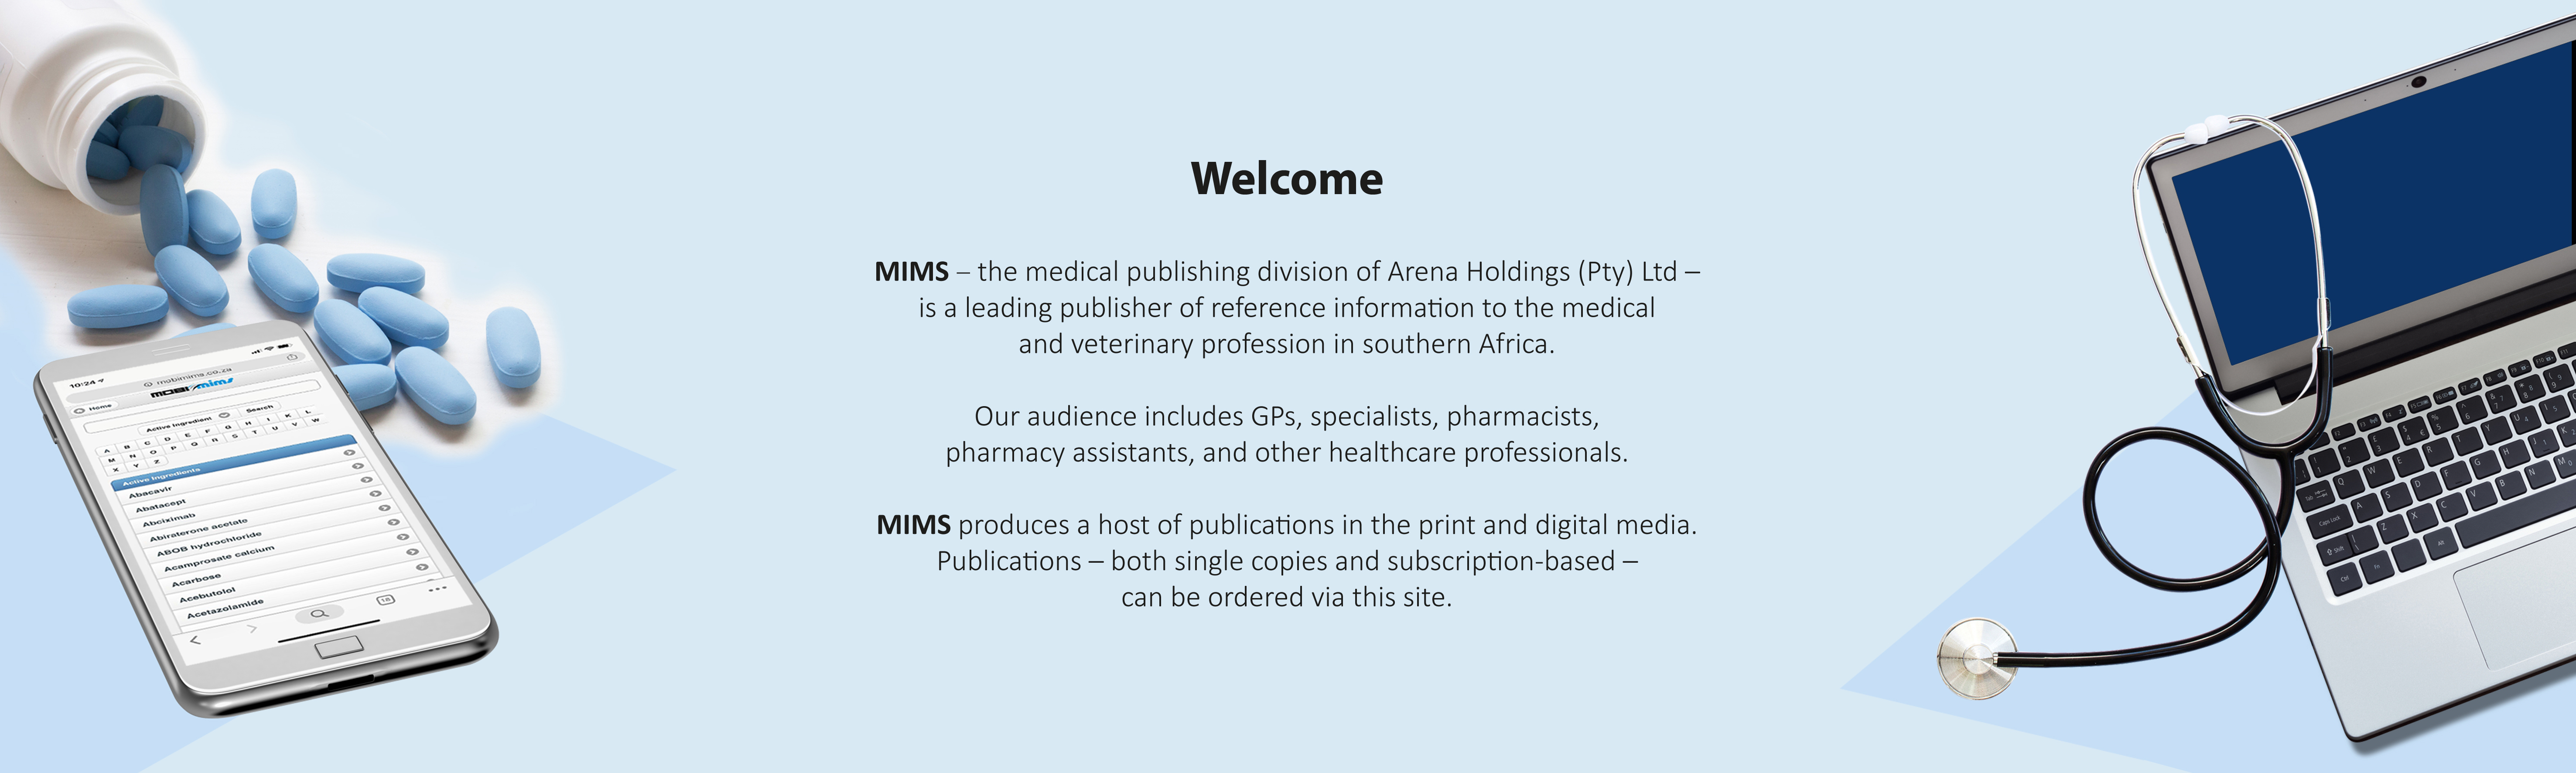 Welcome
MIMS – the medical publishing division of Arena Holdings (Pty) Ltd –
is a leading publisher of reference information to the medical
and veterinary profession in southern Africa.
Our audience includes GPs, specialists, pharmacists,
pharmacy assistants, and other healthcare professionals.
MIMS produces a host of publications in the print and digital media.
Publications – both single copies and subscription-based –
can be ordered via this site.
10:24
mobimims.co.za
Home
MOBI mims
Active Ingredient Search
A B C D E F G H I K L
M N O P Q R S T U V W
X Y Z
Active Ingredients
Abacavir
Abatacept
Abciximab
Abiraterone acetate
ABOB hydrochloride
Acamprosate calcium
Acarbose
Acebutolol
Acetazolamide